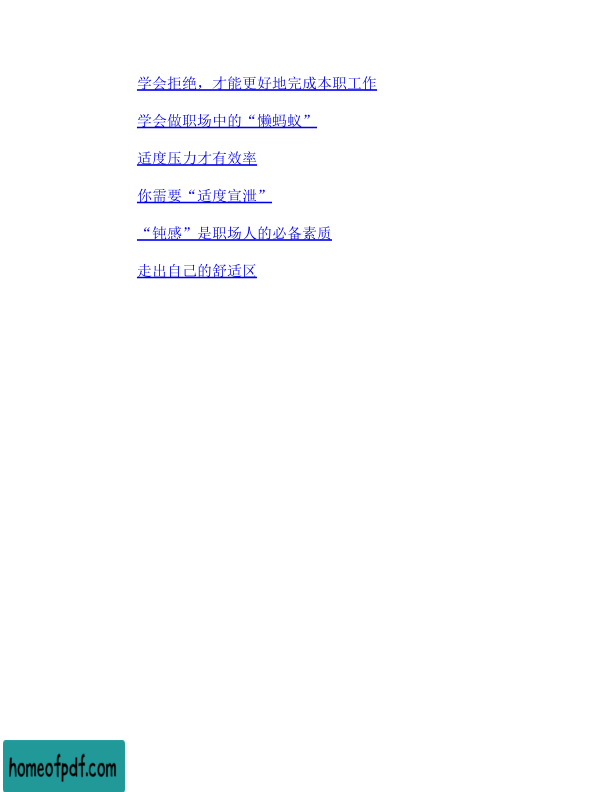 学会拒绝，才能更好地完成本职工作
学会做职场中的“懒蚂蚁”
适度压力才有效率
你需要“适度宣泄”
“钝感”是职场人的必备素质
走出自己的舒适区
homeofpdf.com